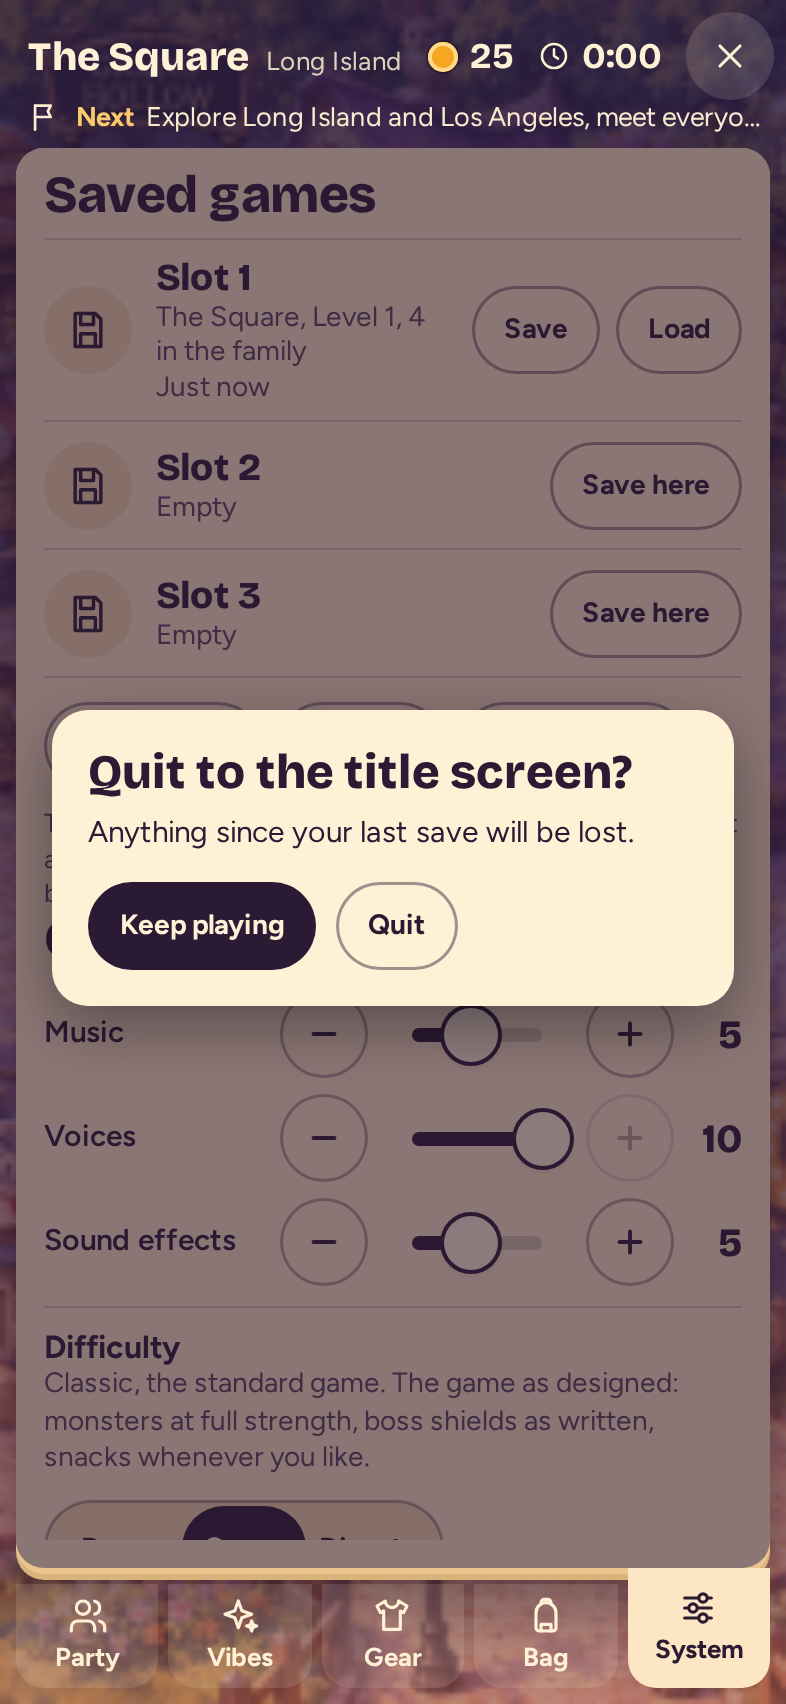 The Square Long Island 25 0:00
Next Explore Long Island and Los Angeles, meet everyo...
Saved games
Slot 1
The Square, Level 1, 4
in the family
Just now
Save Load
Slot 2
Empty
Save here
Slot 3
Empty
Save here
Quit to the title screen?
Anything since your last save will be lost.
Keep playing Quit
Music 5
Voices 10
Sound effects 5
Difficulty
Classic, the standard game. The game as designed:
monsters at full strength, boss shields as written,
snacks whenever you like.
Party Vibes Gear Bag System